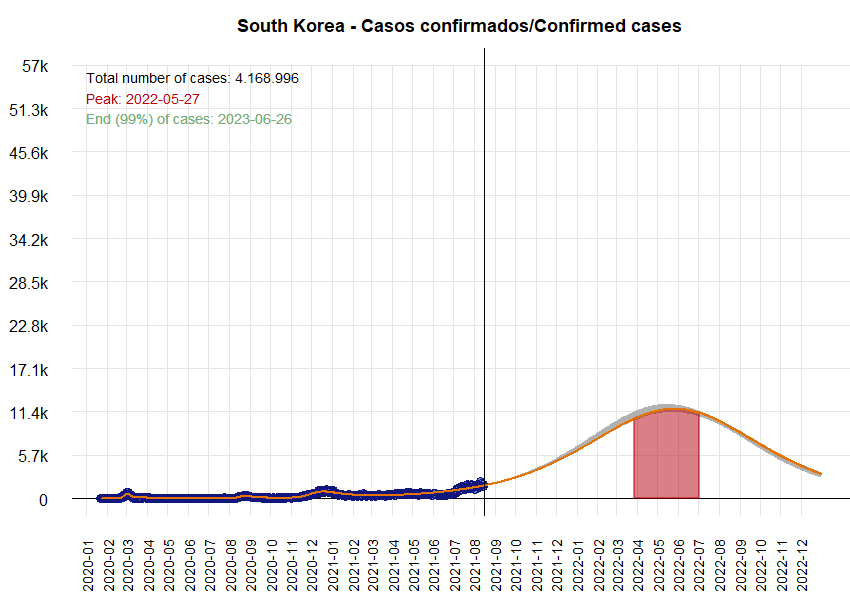 South Korea - Casos confirmados/Confirmed cases
57k
Total number of cases: 4.168.996
Peak: 2022-05-27
End (99%) of cases: 2023-06-26
51.3k
45.6k
39.9k
34.2k
28.5k
22.8k
17.1k
11.4k
5.7k
0
2020-01
2020-02
2020-03
2020-04
2020-05
2020-06
2020-07
2020-08
2020-09
2020-10
2020-11
2020-12
2021-01
2021-02
2021-03
2021-04
2021-05
2021-06
2021-07
2021-08
2021-09
2021-10
2021-11
2021-12
2022-01
2022-02
2022-03
2022-04
2022-05
2022-06
2022-07
2022-08
2022-09
2022-10
2022-11
2022-12